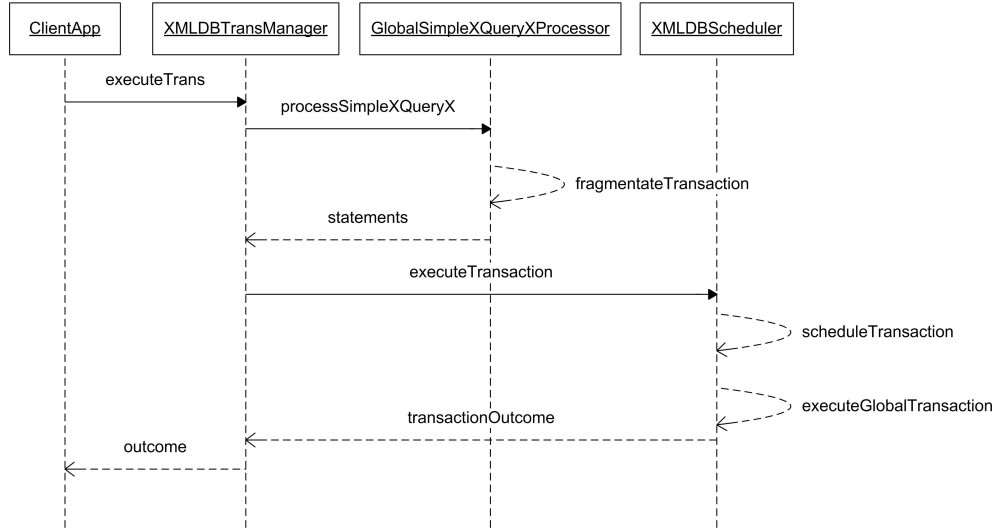 ClientApp
XMLDBTransManager
GlobalSimpleXQueryXProcessor
XMLDBScheduler
executeTrans
processSimpleXQueryX
fragmentateTransaction
statements
executeTransaction
scheduleTransaction
executeGlobalTransaction
transactionOutcome
outcome